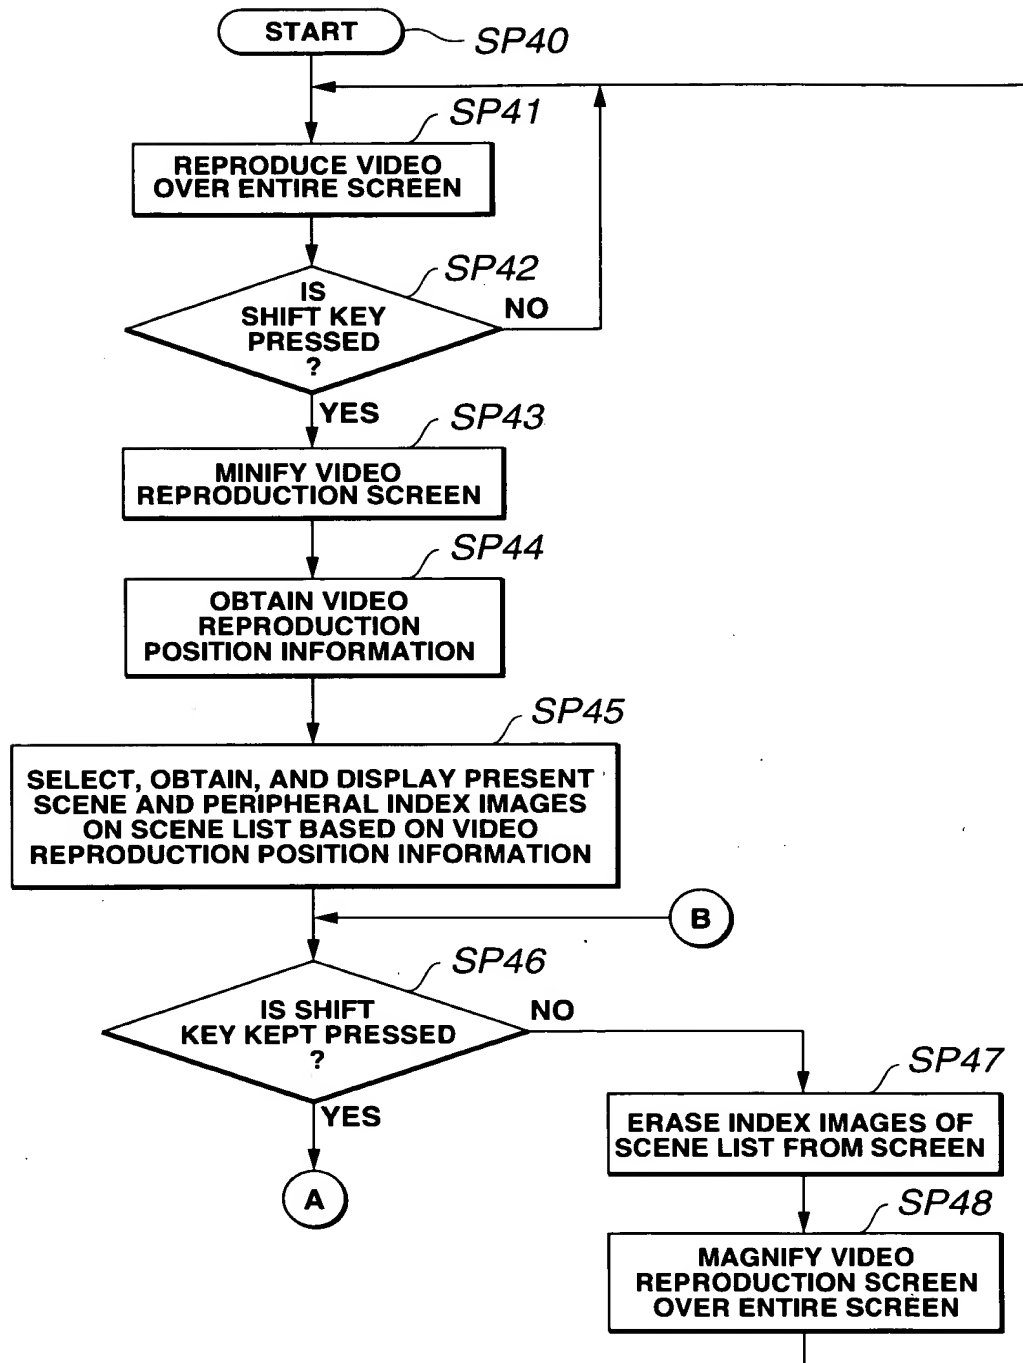 START
SP40
SP41
REPRODUCE VIDEO
OVER ENTIRE SCREEN
SP42
IS
SHIFT KEY
PRESSED
?
NO
YES
SP43
MINIFY VIDEO
REPRODUCTION SCREEN
SP44
OBTAIN VIDEO
REPRODUCTION
POSITION INFORMATION
SP45
SELECT, OBTAIN, AND DISPLAY PRESENT
SCENE AND PERIPHERAL INDEX IMAGES
ON SCENE LIST BASED ON VIDEO
REPRODUCTION POSITION INFORMATION
B
SP46
IS SHIFT
KEY KEPT PRESSED
?
NO
YES
A
SP47
ERASE INDEX IMAGES OF
SCENE LIST FROM SCREEN
SP48
MAGNIFY VIDEO
REPRODUCTION SCREEN
OVER ENTIRE SCREEN